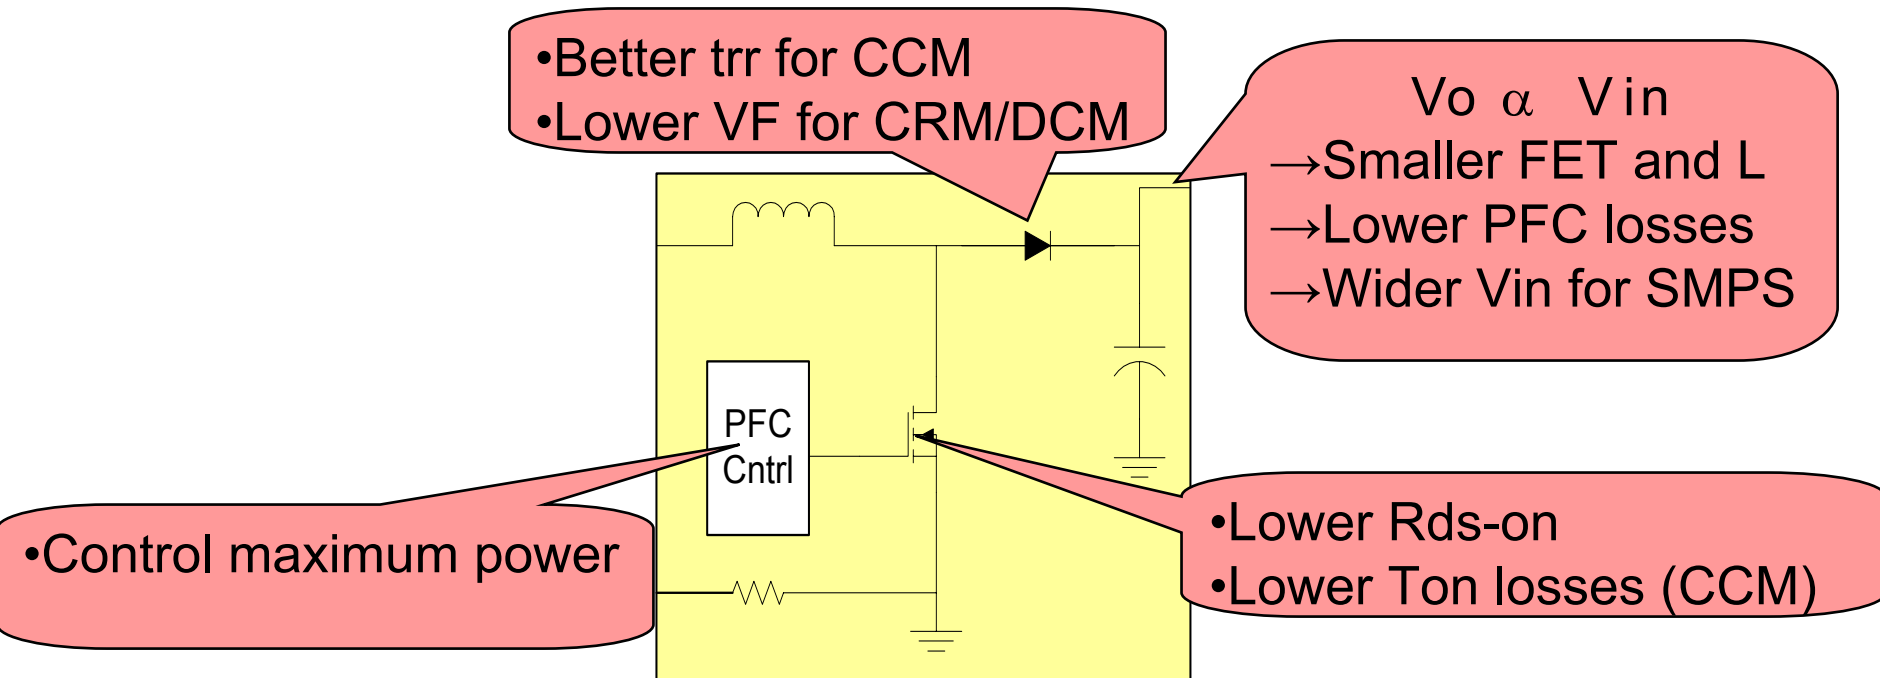 •Better trr for CCM
•Lower VF for CRM/DCM
Vo α Vin
→Smaller FET and L
→Lower PFC losses
→Wider Vin for SMPS
PFC
Cntrl
•Control maximum power
•Lower Rds-on
•Lower Ton losses (CCM)